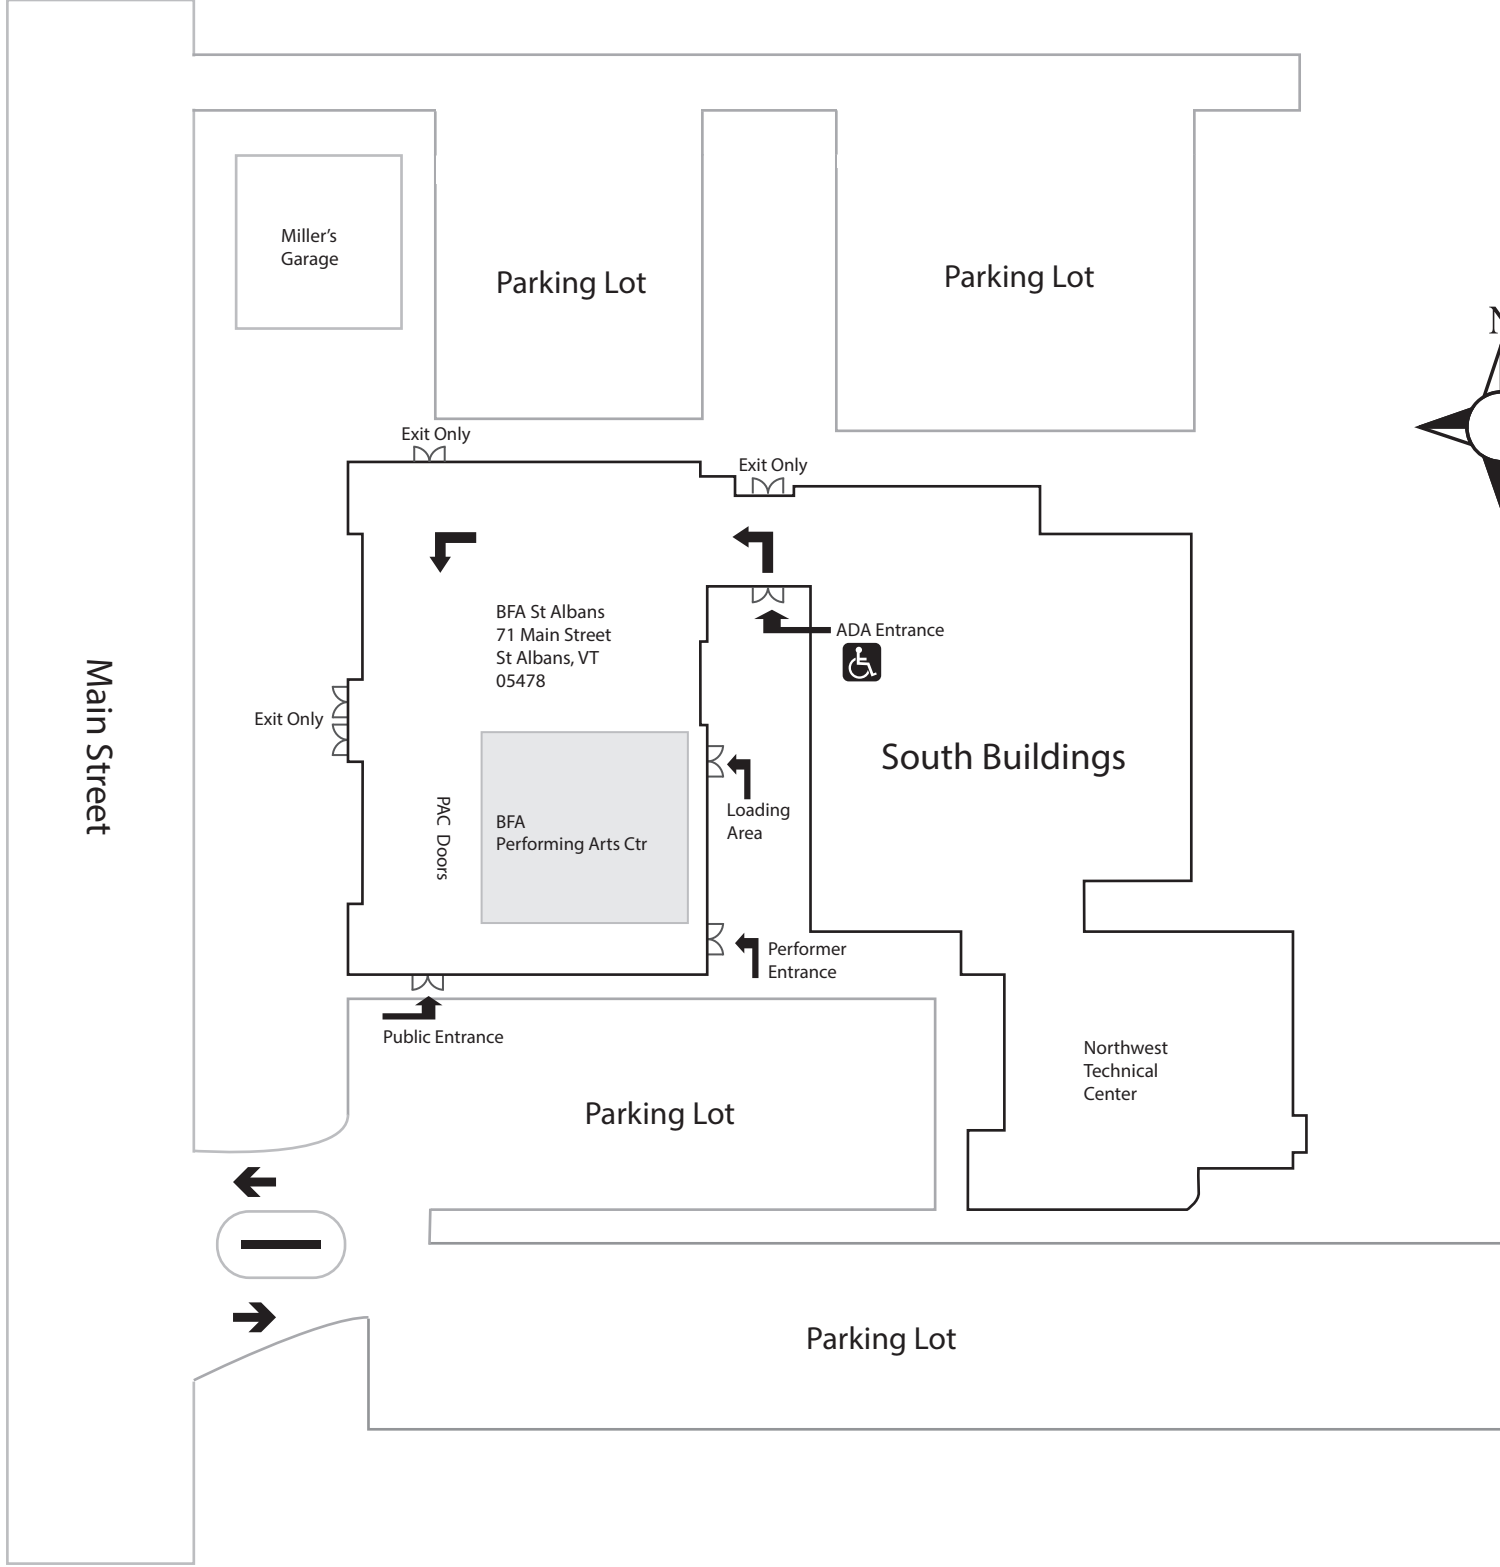 Miller's
Garage
Parking Lot
Parking Lot
N
Exit Only
Exit Only
BFA St Albans
71 Main Street
St Albans, VT
05478
ADA Entrance
Main Street
Exit Only
South Buildings
PAC Doors
BFA
Performing Arts Ctr
Loading
Area
Performer
Entrance
Public Entrance
Northwest
Technical
Center
Parking Lot
Parking Lot